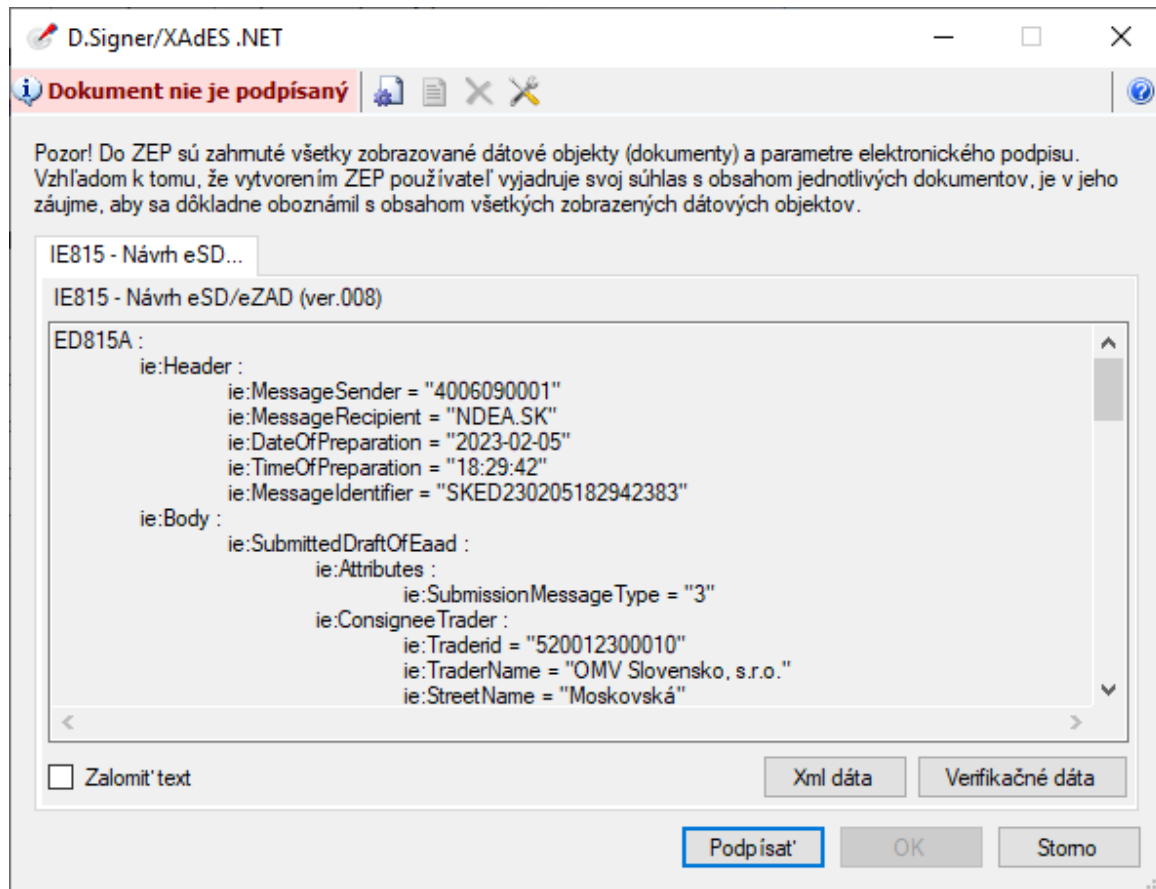 D.Signer/XAdES .NET
Dokument nie je podpísaný
Pozor! Do ZEP sú zahrnuté všetky zobrazované dátové objekty (dokumenty) a parametre elektronického podpisu.
Vzhľadom k tomu, že vytvorením ZEP používateľ vyjadruje svoj súhlas s obsahom jednotlivých dokumentov, je v jeho
záujme, aby sa dôkladne oboznámil s obsahom všetkých zobrazených dátových objektov.
IE815 - Návrh eSD...
IE815 - Návrh eSD/eZAD (ver.008)
ED815A :
ie:Header :
ie:MessageSender = "4006090001"
ie:MessageRecipient = "NDEA.SK"
ie:DateOfPreparation = "2023-02-05"
ie:TimeOfPreparation = "18:29:42"
ie:MessageIdentifier = "SKED230205182942383"
ie:Body :
ie:SubmittedDraftOfEaad :
ie:Attributes :
ie:SubmissionMessageType = "3"
ie:ConsigneeTrader :
ie:Traderid = "520012300010"
ie:TraderName = "OMV Slovensko, s.r.o."
ie:StreetName = "Moskovská"
Zalomiť text
Xml dáta
Verifikačné dáta
Podpísať
OK
Storno